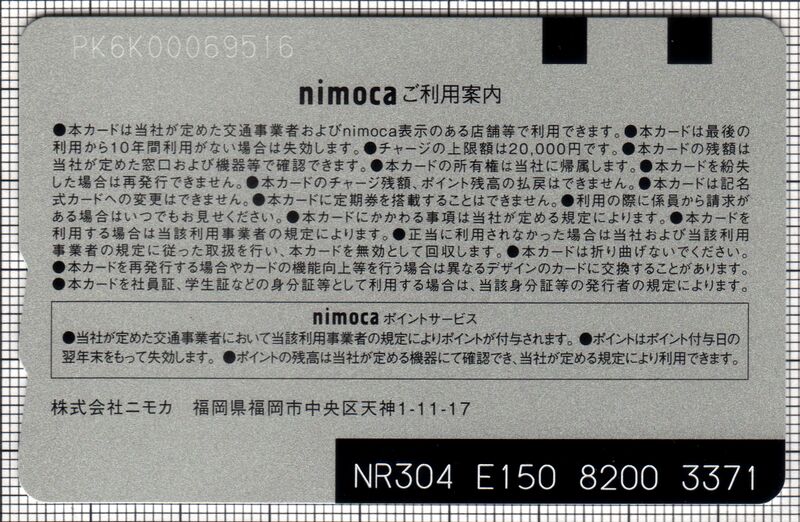 PK6K00069516
nimocaご利用案内
●本カードは当社が定めた交通事業者およびnimoca表示のある店舗等で利用できます。●本カードは最後の
利用から10年間利用がない場合は失効します。●チャージの上限額は20,000円です。●本カードの残額は
当社が定めた窓口および機器等で確認できます。●本カードの所有権は当社に帰属します。●本カードを紛失
した場合は再発行できません。●本カードのチャージ残額、ポイント残高の払戻はできません。●本カードは記名
式カードへの変更はできません。●本カードに定期券を搭載することはできません。●利用の際に係員から請求が
ある場合はいつでもお見せください。●本カードにかかわる事項は当社が定める規定によります。●本カードを
利用する場合は当該利用事業者の規定によります。●正当に利用されなかった場合は当社および当該利用
事業者の規定に従った取扱を行い、本カードを無効として回収します。●本カードは折り曲げないでください。
●本カードを再発行する場合やカードの機能向上等を行う場合は異なるデザインのカードに交換することがあります。
●本カードを社員証、学生証などの身分証等として利用する場合は、当該身分証等の発行者の規定によります。
nimocaポイントサービス
●当社が定めた交通事業者において当該利用事業者の規定によりポイントが付与されます。●ポイントはポイント付与日の
翌年末をもって失効します。●ポイントの残高は当社が定める機器にて確認でき、当社が定める規定により利用できます。
株式会社ニモカ 福岡県福岡市中央区天神1-11-17
NR304 E150 8200 3371